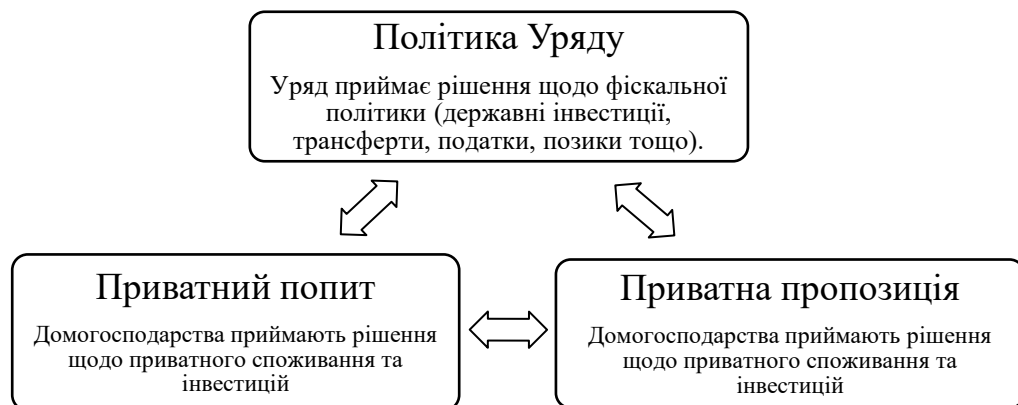 Політика Уряду
Уряд приймає рішення щодо фіскальної
політики (державні інвестиції,
трансферти, податки, позики тощо).
Приватний попит
Домогосподарства приймають рішення
щодо приватного споживання та
інвестицій
Приватна пропозиція
Домогосподарства приймають рішення
щодо приватного споживання та
інвестицій